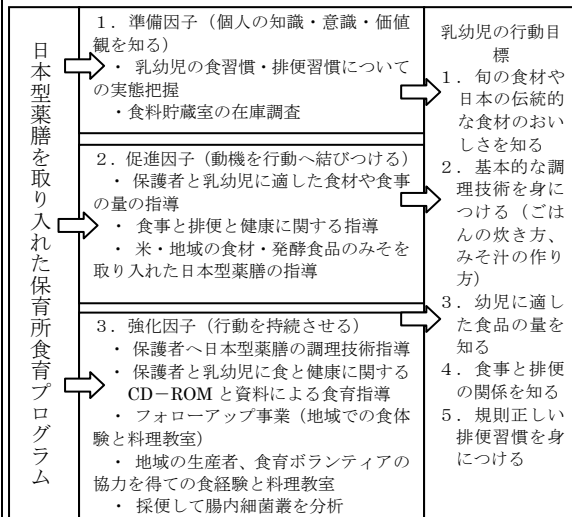 日本型薬膳を取り入れた保育所食育プログラム
１．準備因子（個人の知識・意識・価値
観を知る）
・ 乳幼児の食習慣・排便習慣について
の実態把握
・食料貯蔵室の在庫調査
２．促進因子（動機を行動へ結びつける）
・ 保護者と乳幼児に適した食材や食事
の量の指導
・ 食事と排便と健康に関する指導
・ 米・地域の食材・発酵食品のみそを
取り入れた日本型薬膳の指導
３．強化因子（行動を持続させる）
・ 保護者へ日本型薬膳の調理技術指導
・ 保護者と乳幼児に食と健康に関する
CD－ROM と資料による食育指導
・ フォローアップ事業（地域での食体
験と料理教室）
・ 地域の生産者、食育ボランティアの
協力を得ての食経験と料理教室
・ 採便して腸内細菌叢を分析
乳幼児の行動目
標
１．旬の食材や
日本の伝統的
な食材のおい
しさを知る
２．基本的な調
理技術を身に
つける（ごは
んの炊き方、
みそ汁の作り
方）
３．幼児に適し
た食品の量を
知る
４．食事と排便
の関係を知る
５．規則正しい
排便習慣を身
につける